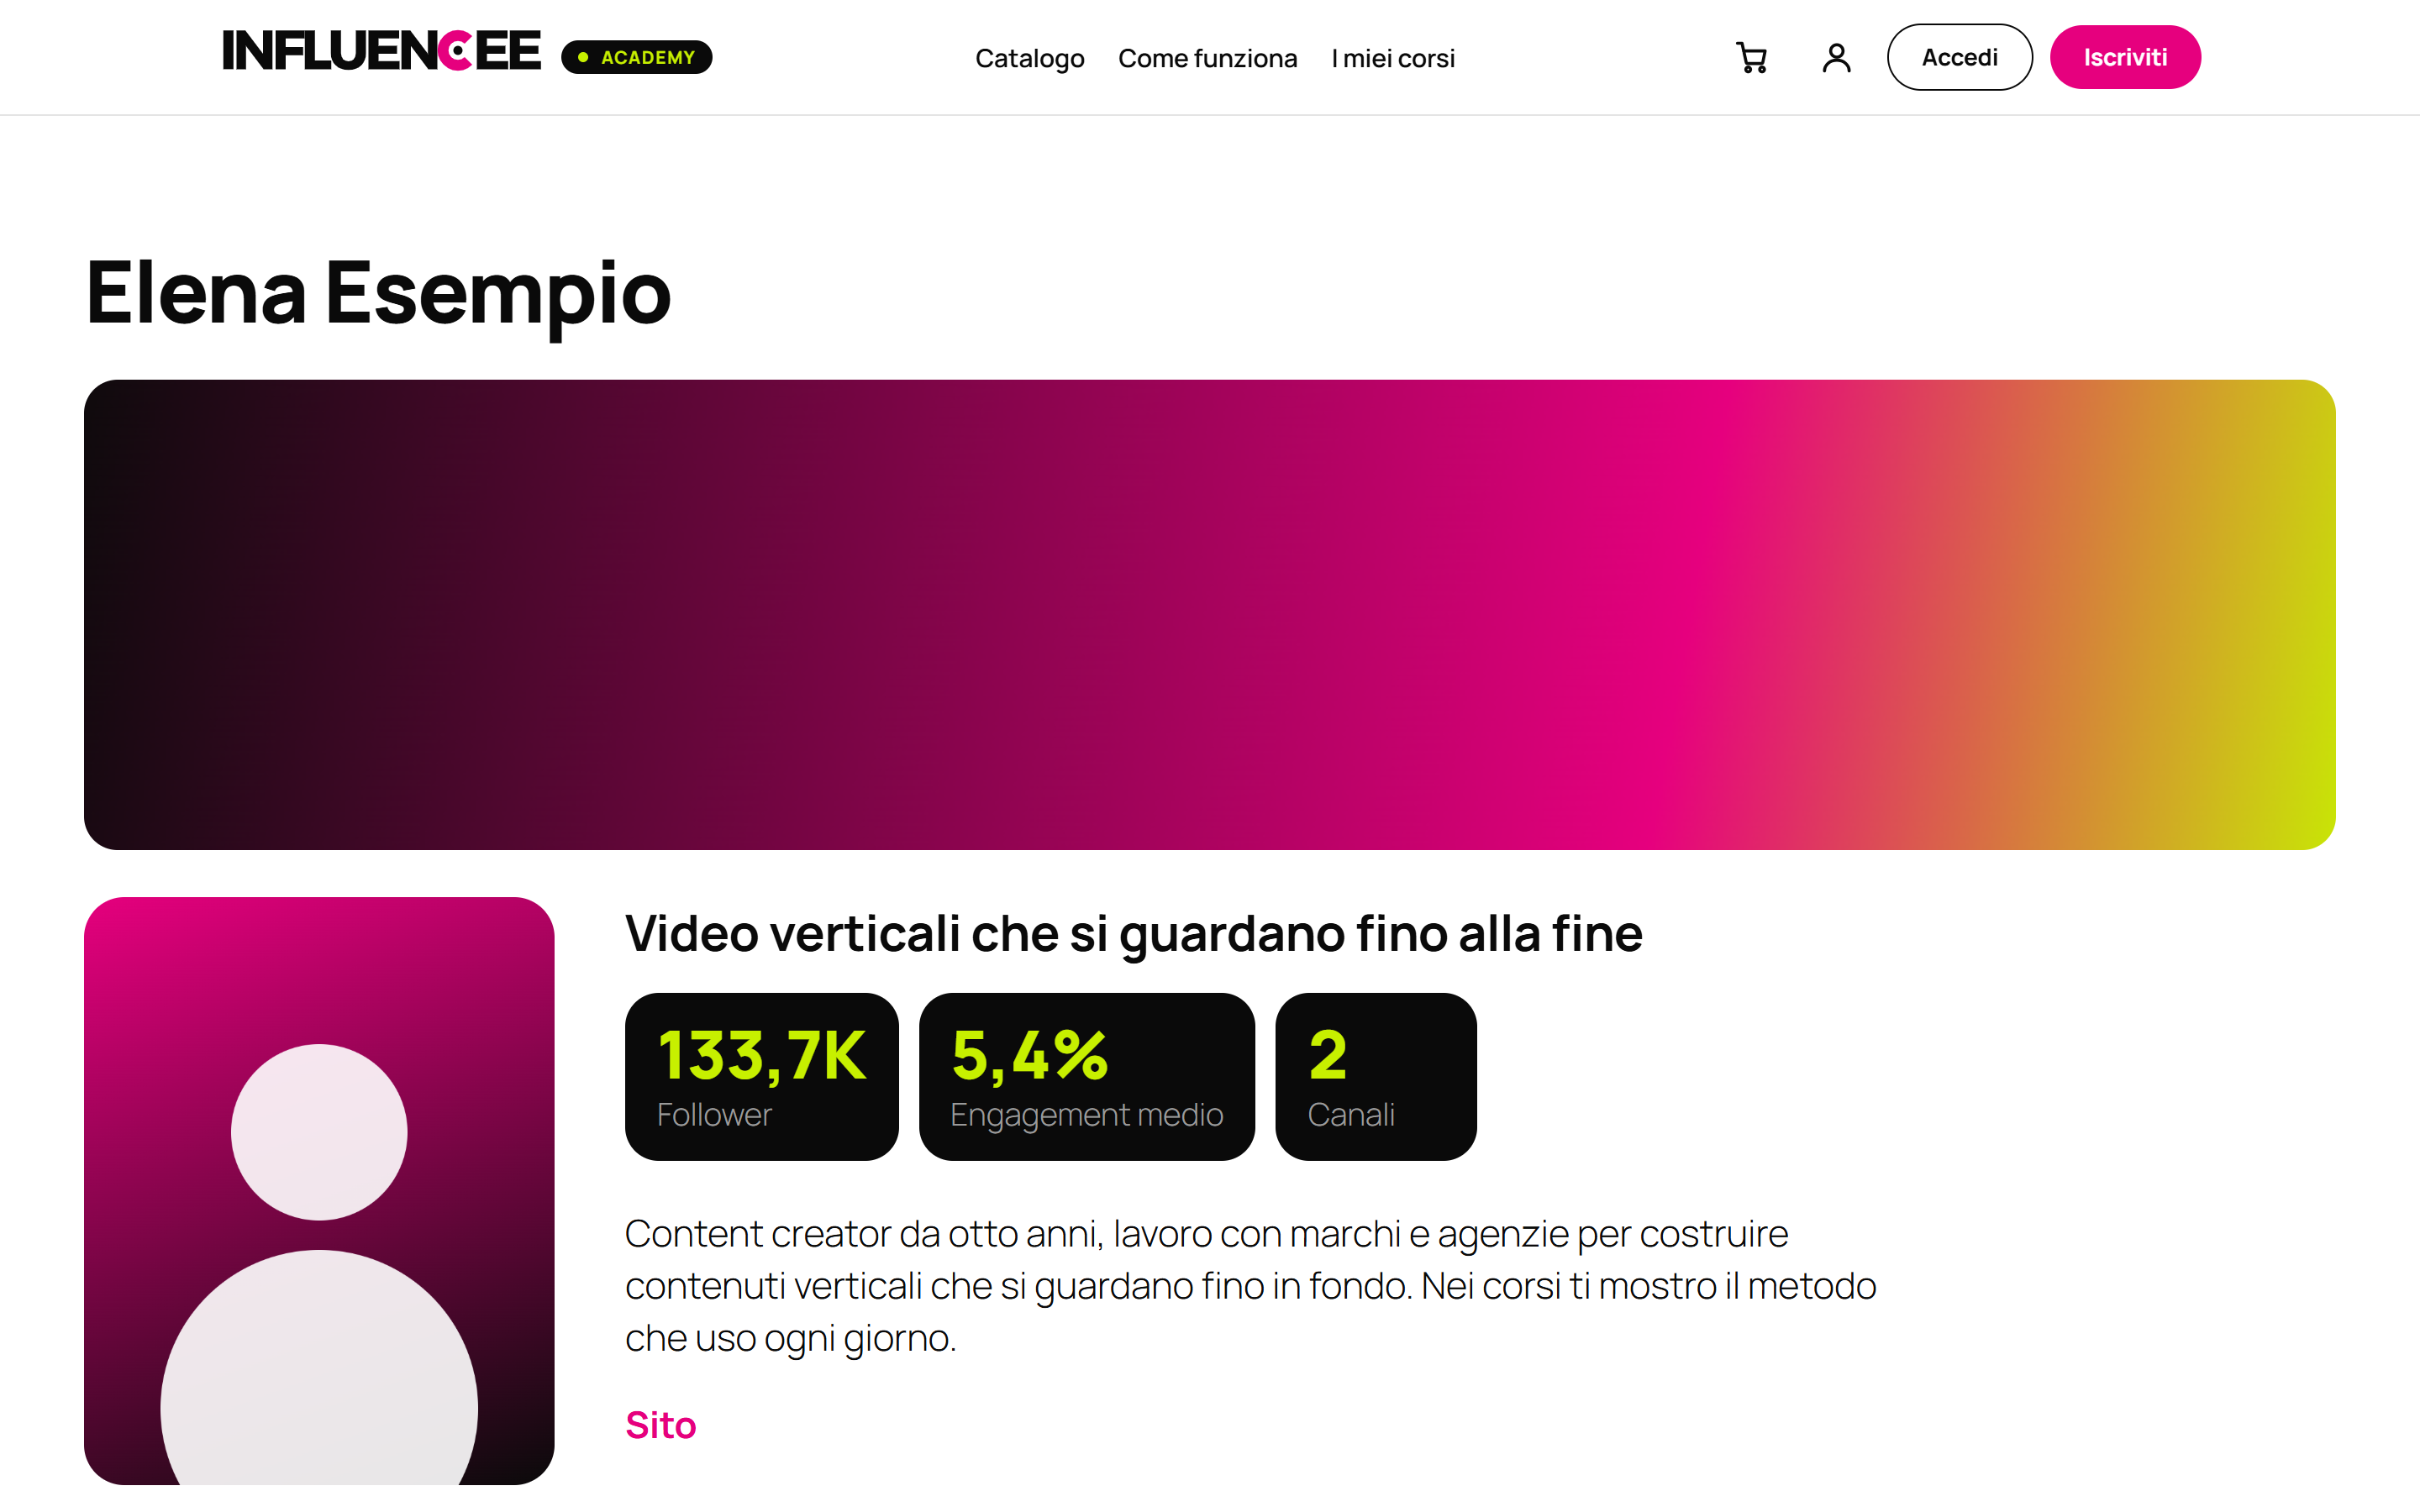 INFLUENCEE ACADEMY
Catalogo Come funziona I miei corsi
Accedi Iscriviti
Elena Esempio
Video verticali che si guardano fino alla fine
133,7K 5,4% 2
Follower Engagement medio Canali
Content creator da otto anni, lavoro con marchi e agenzie per costruire
contenuti verticali che si guardano fino in fondo. Nei corsi ti mostro il metodo
che uso ogni giorno.
Sito